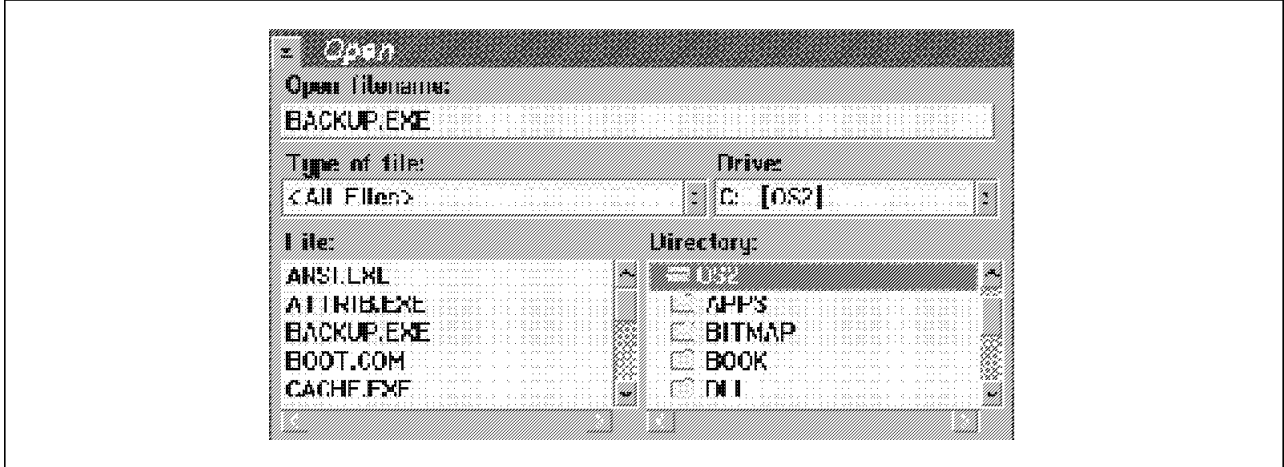 Open
Open filename:
BACKUP.EXE
Type of file: Drive:
<All Files> C: [OS2]
File: Directory:
ANSI.EXE OS2
ATTRIB.EXE APPS
BACKUP.EXE BITMAP
BOOT.COM BOOK
CACHE.EXE DLL